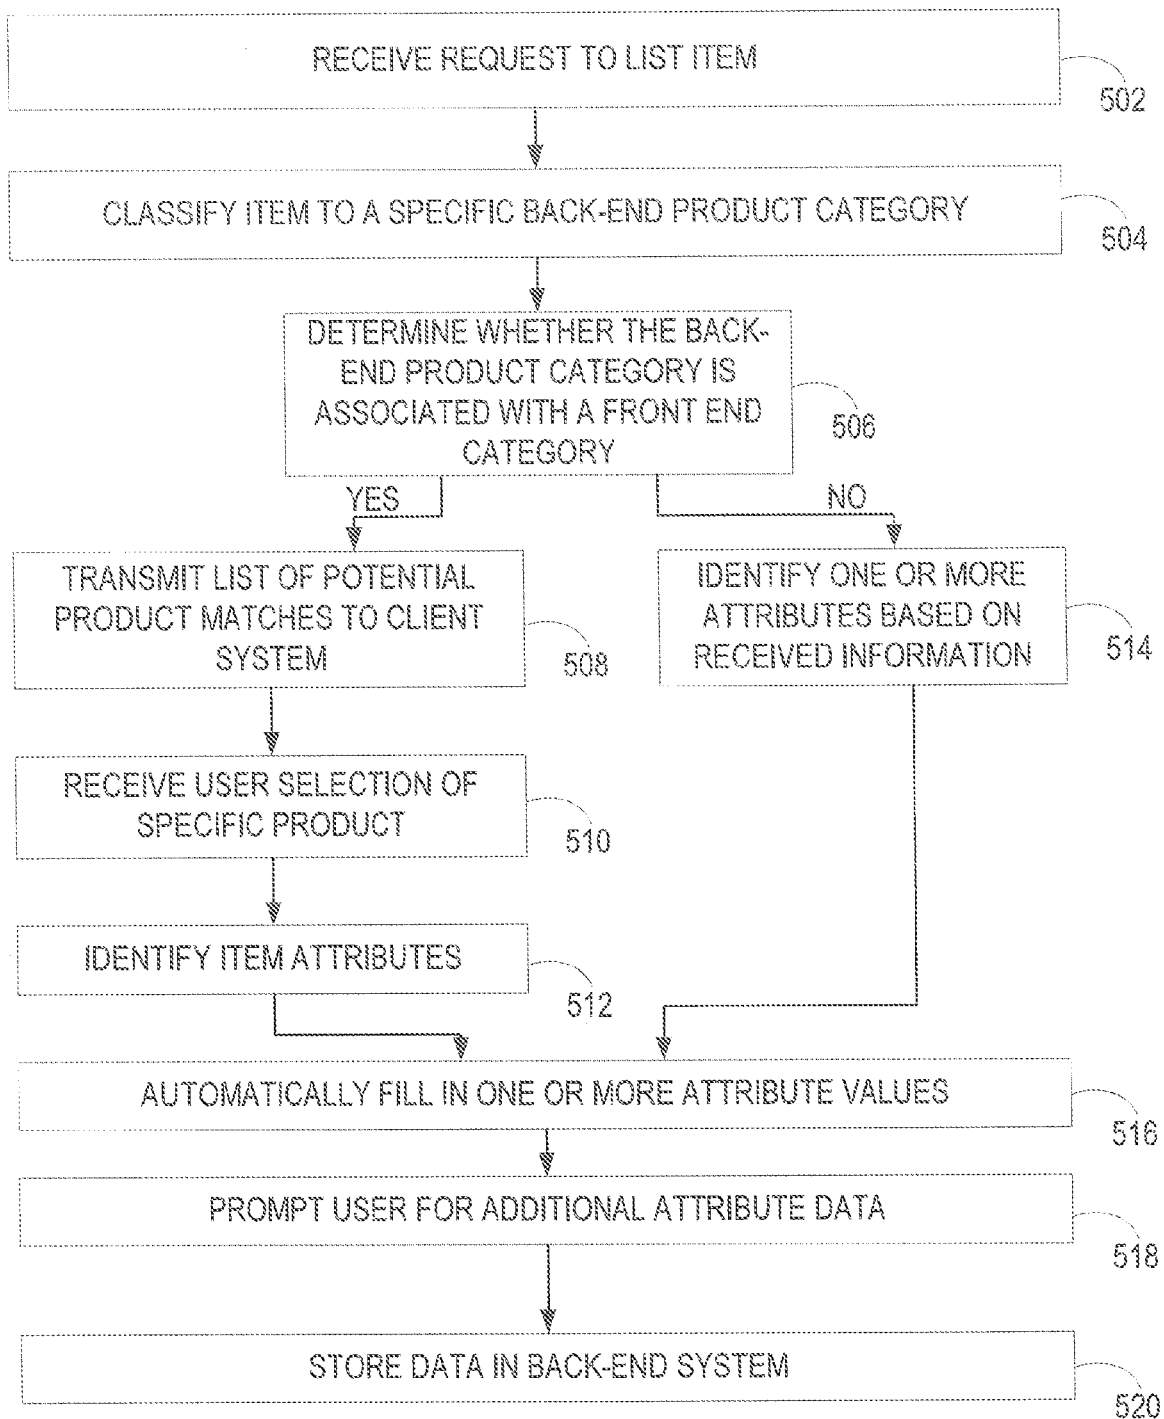 RECEIVE REQUEST TO LIST ITEM
502
CLASSIFY ITEM TO A SPECIFIC BACK-END PRODUCT CATEGORY
504
DETERMINE WHETHER THE BACK-
END PRODUCT CATEGORY IS
ASSOCIATED WITH A FRONT END
CATEGORY
506
YES
NO
TRANSMIT LIST OF POTENTIAL
PRODUCT MATCHES TO CLIENT
SYSTEM
508
IDENTIFY ONE OR MORE
ATTRIBUTES BASED ON
RECEIVED INFORMATION
514
RECEIVE USER SELECTION OF
SPECIFIC PRODUCT
510
IDENTIFY ITEM ATTRIBUTES
512
AUTOMATICALLY FILL IN ONE OR MORE ATTRIBUTE VALUES
516
PROMPT USER FOR ADDITIONAL ATTRIBUTE DATA
518
STORE DATA IN BACK-END SYSTEM
520